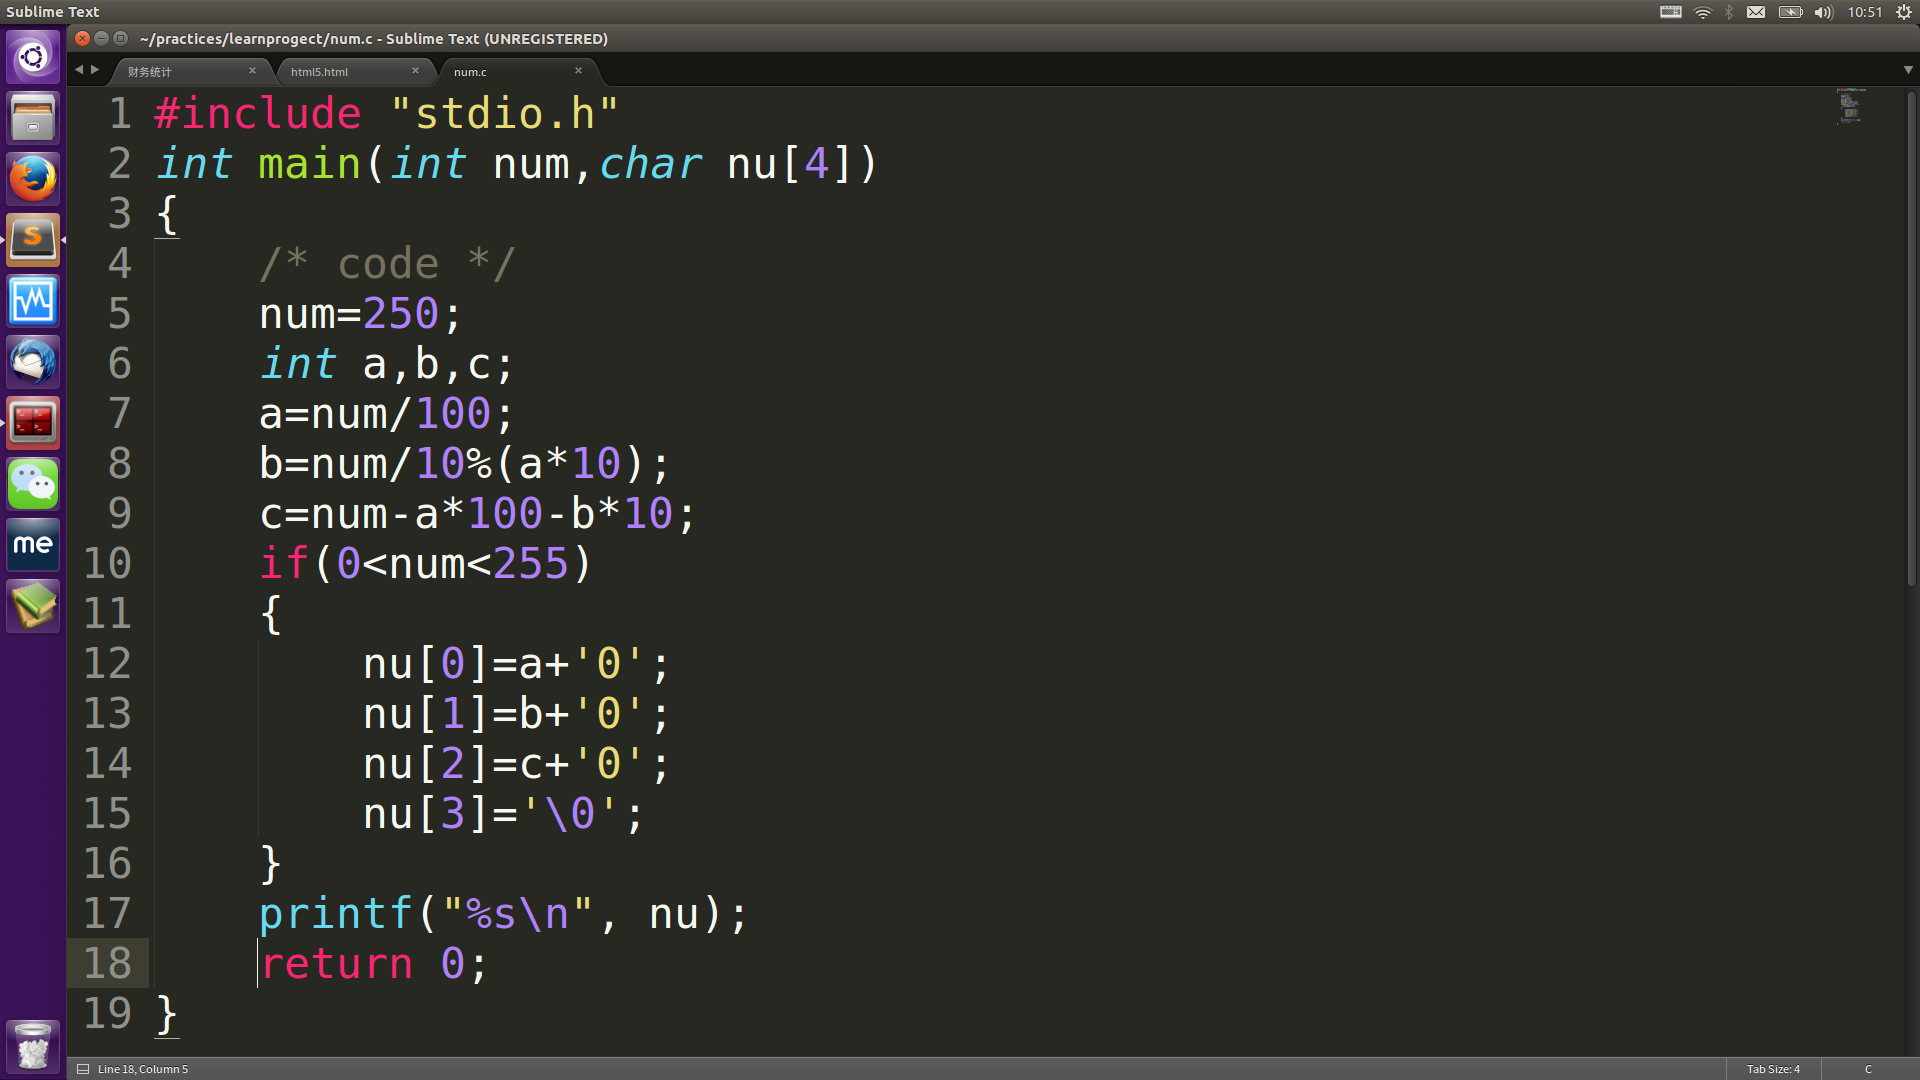 Sublime Text
10:51
~/practices/learnprogect/num.c - Sublime Text (UNREGISTERED)
财务统计
html5.html
num.c
1 #include "stdio.h"
2 int main(int num,char nu[4])
3 {
4     /* code */
5     num=250;
6     int a,b,c;
7     a=num/100;
8     b=num/10%(a*10);
9     c=num-a*100-b*10;
10     if(0<num<255)
11     {
12         nu[0]=a+'0';
13         nu[1]=b+'0';
14         nu[2]=c+'0';
15         nu[3]='\0';
16     }
17     printf("%s\n", nu);
18     return 0;
19 }
S
me
Line 18, Column 5
Tab Size: 4
C